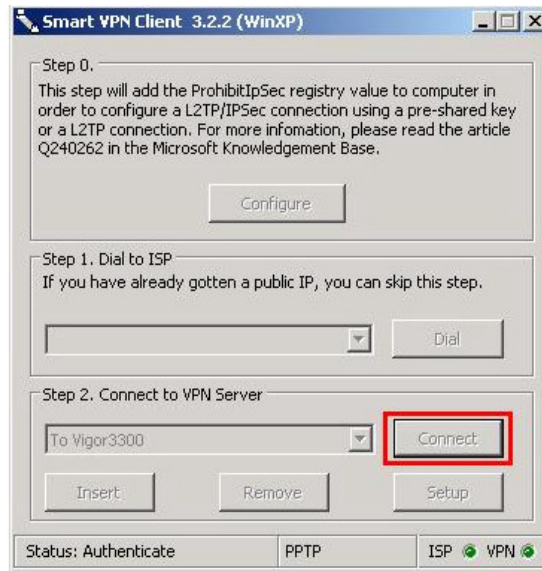 Smart VPN Client 3.2.2 (WinXP)
Step 0.
This step will add the ProhibitIpSec registry value to computer in
order to configure a L2TP/IPSec connection using a pre-shared key
or a L2TP connection. For more infomation, please read the article
Q240262 in the Microsoft Knowledgement Base.
Configure
Step 1. Dial to ISP
If you have already gotten a public IP, you can skip this step.
Dial
Step 2. Connect to VPN Server
To Vigor3300
Connect
Insert Remove Setup
Status: Authenticate PPTP ISP VPN